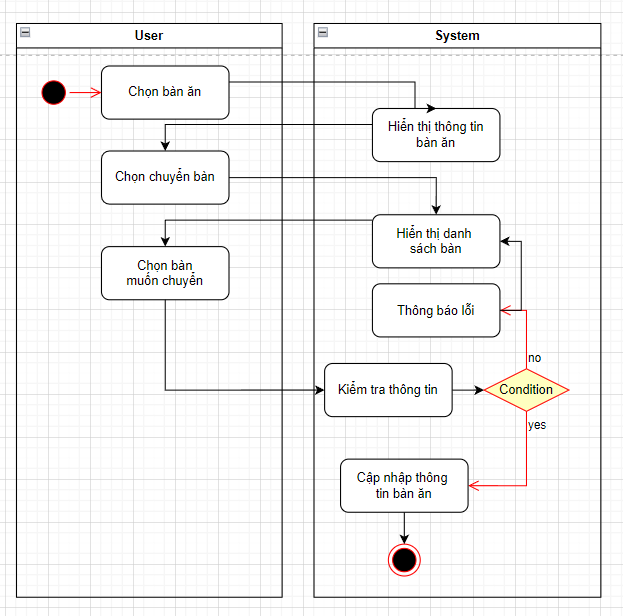 User
System
Chọn bàn ăn
Hiển thị thông tin
bàn ăn
Chọn chuyển bàn
Hiển thị danh
sách bàn
Chọn bàn
muốn chuyển
Thông báo lỗi
no
Kiểm tra thông tin
Condition
yes
Cập nhập thông
tin bàn ăn